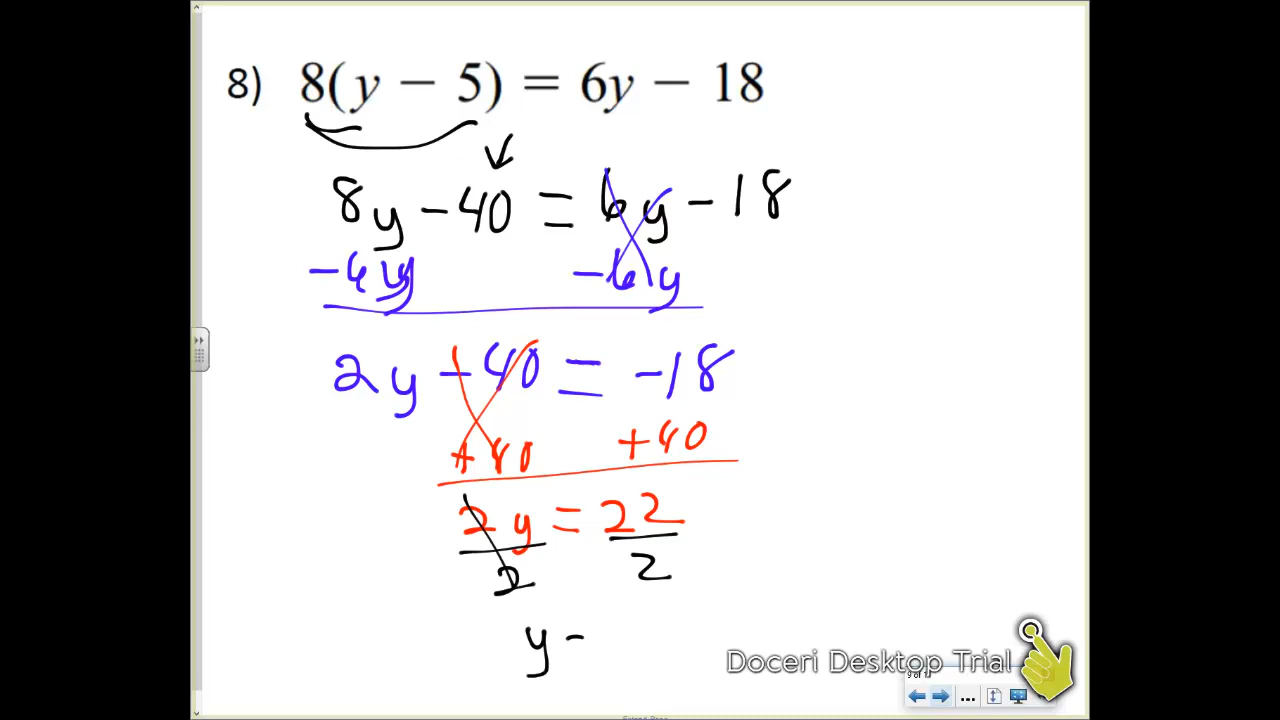 8) 8(y − 5) = 6y − 18
8y − 40 = 6y − 18
−6y −6y
2y − 40 = −18
+40 +40
2y = 22
2 2
y −
Doceri Desktop Trial